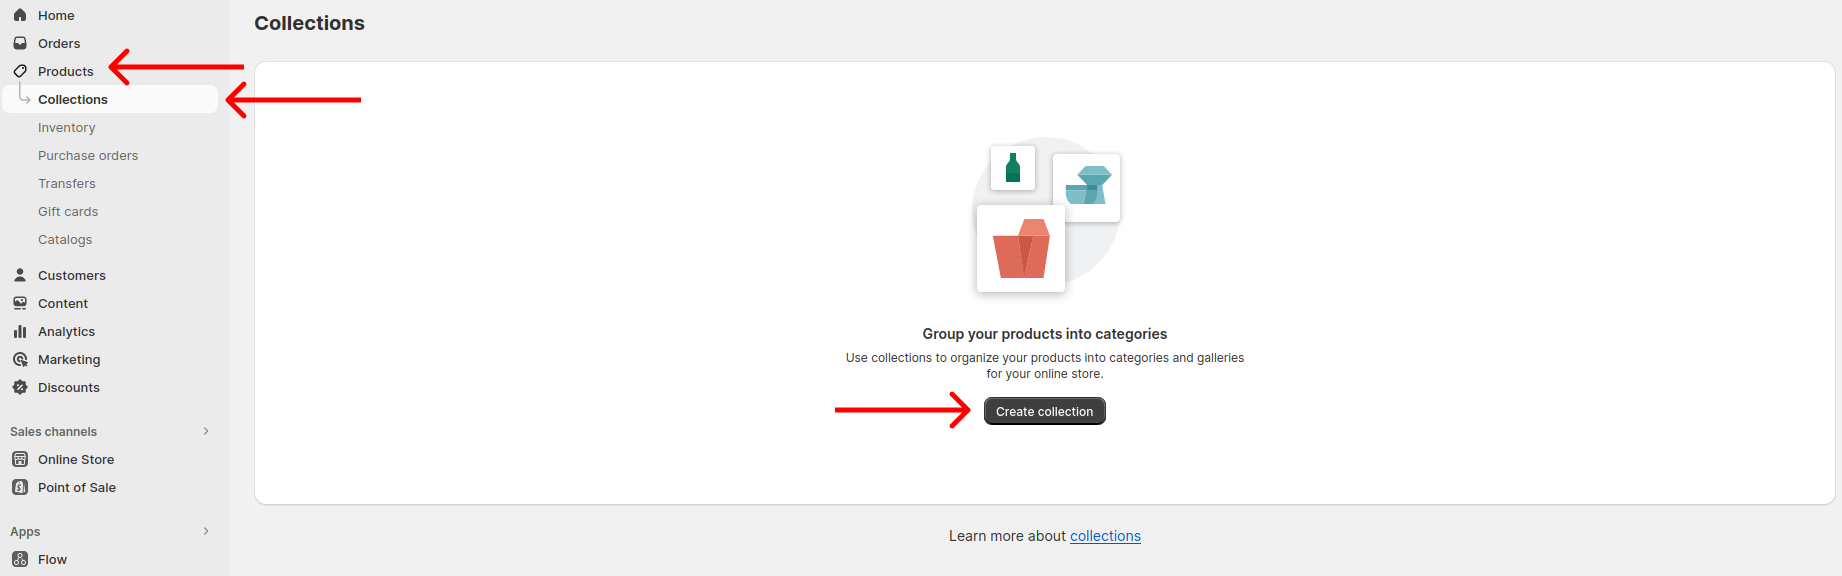 Home
Orders
Products
Collections
Inventory
Purchase orders
Transfers
Gift cards
Catalogs
Customers
Content
Analytics
Marketing
Discounts
Sales channels
Online Store
Point of Sale
Apps
Flow
Collections
Group your products into categories
Use collections to organize your products into categories and galleries
for your online store.
Create collection
Learn more about collections